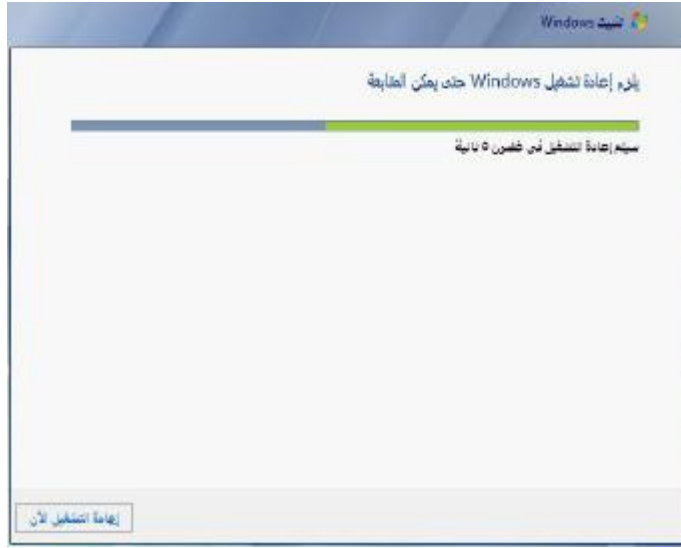 تثبيت Windows
يلزم إعادة تشغيل Windows حتى يمكن المتابعة
سيتم إعادة التشغيل في غضون ٥ ثانية
إعادة التشغيل الآن